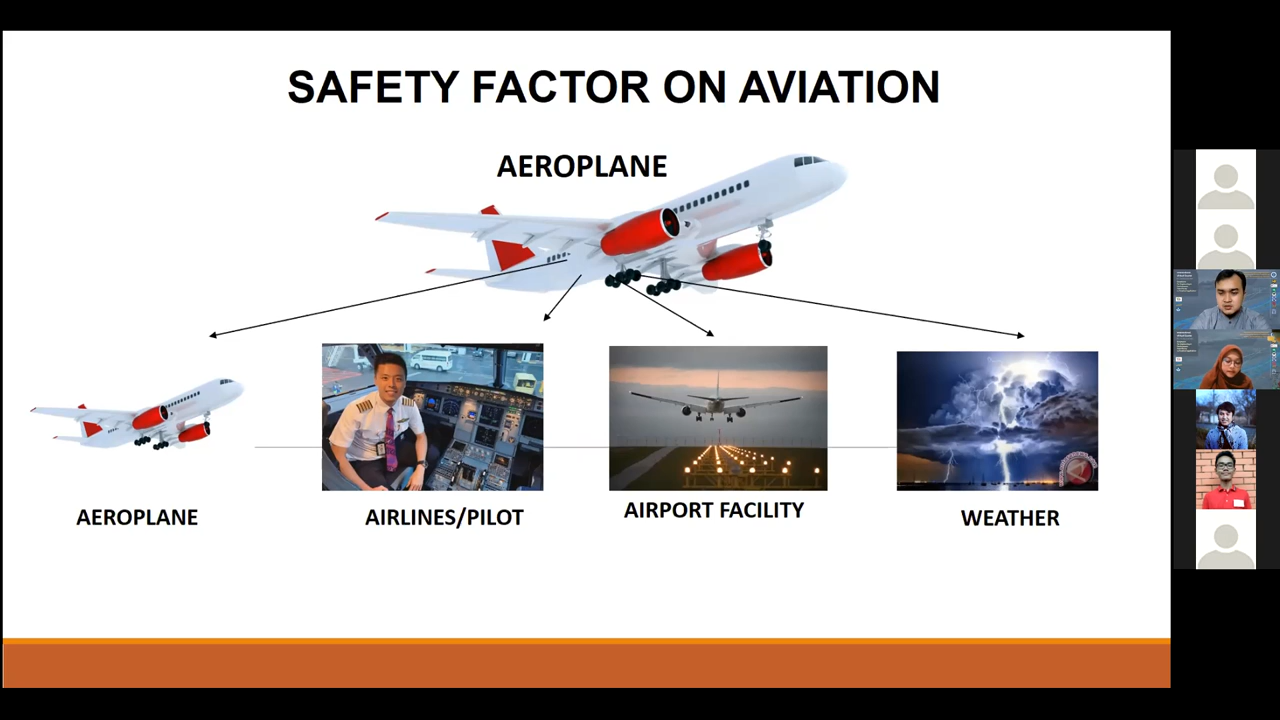 SAFETY FACTOR ON AVIATION
AEROPLANE
AEROPLANE
AIRLINES/PILOT
AIRPORT FACILITY
WEATHER